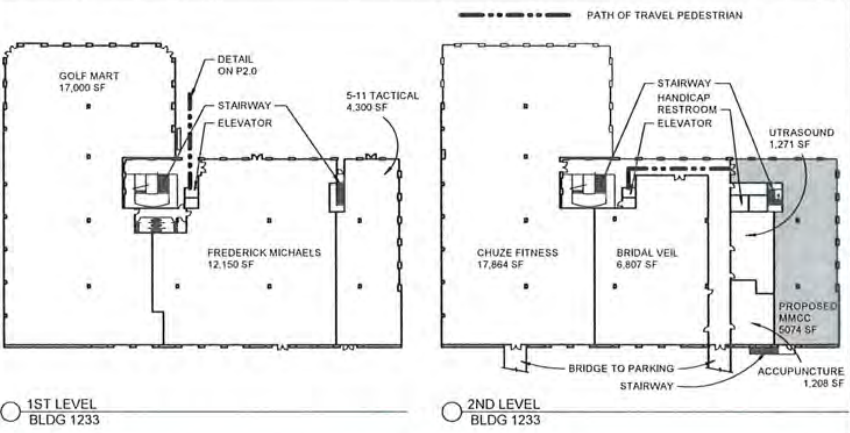 PATH OF TRAVEL PEDESTRIAN
GOLF MART
17,000 SF
DETAIL
ON P2.0
5-11 TACTICAL
4,300 SF
STAIRWAY
ELEVATOR
FREDERICK MICHAELS
12,150 SF
1ST LEVEL
BLDG 1233
STAIRWAY
HANDICAP
RESTROOM
ELEVATOR
UTRASOUND
1,271 SF
CHUZE FITNESS
17,864 SF
BRIDAL VEIL
6,807 SF
PROPOSED
MMCC
5074 SF
BRIDGE TO PARKING
STAIRWAY
ACCUPUNCTURE
1,208 SF
2ND LEVEL
BLDG 1233